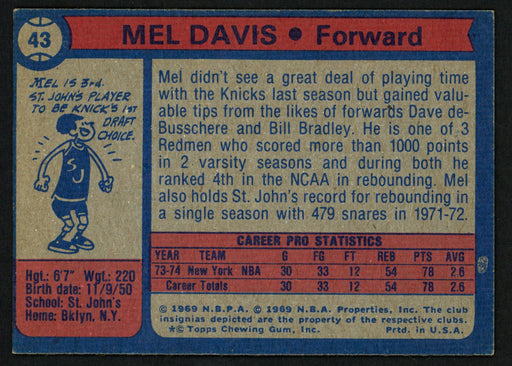 43
MEL DAVIS • Forward
MEL IS 3rd.
ST. JOHN'S PLAYER
TO BE KNICK'S 1ST
DRAFT
CHOICE.
SJ
Mel didn't see a great deal of playing time
with the Knicks last season but gained valu-
able tips from the likes of forwards Dave de-
Busschere and Bill Bradley. He is one of 3
Redmen who scored more than 1000 points
in 2 varsity seasons and during both he
ranked 4th in the NCAA in rebounding. Mel
also holds St. John's record for rebounding in
a single season with 479 snares in 1971-72.
Hgt.: 6'7" Wgt.: 220
Birth date: 11/9/50
School: St. John's
Home: Bklyn, N.Y.
CAREER PRO STATISTICS
YEAR TEAM G FG FT REB PTS AVG
73-74 New York NBA 30 33 12 54 78 2.6
Career Totals 30 33 12 54 78 2.6
© 1969 N.B.P.A. © 1969 N.B.A. Properties, Inc. The club
insignias depicted are the property of the respective clubs.
*© Topps Chewing Gum, Inc. Prtd. in U.S.A.